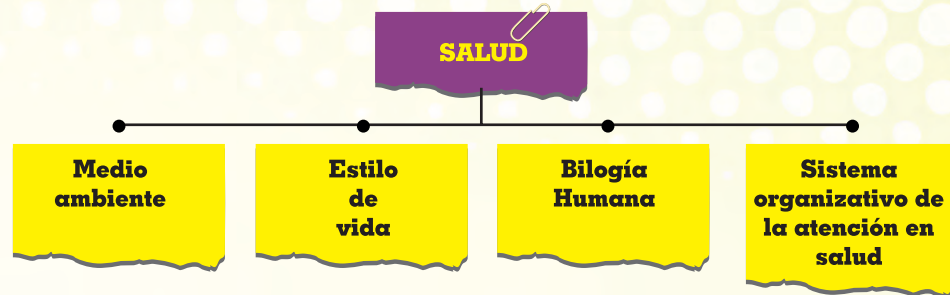 SALUD
Medio
ambiente
Estilo
de
vida
Bilogía
Humana
Sistema
organizativo de
la atención en
salud